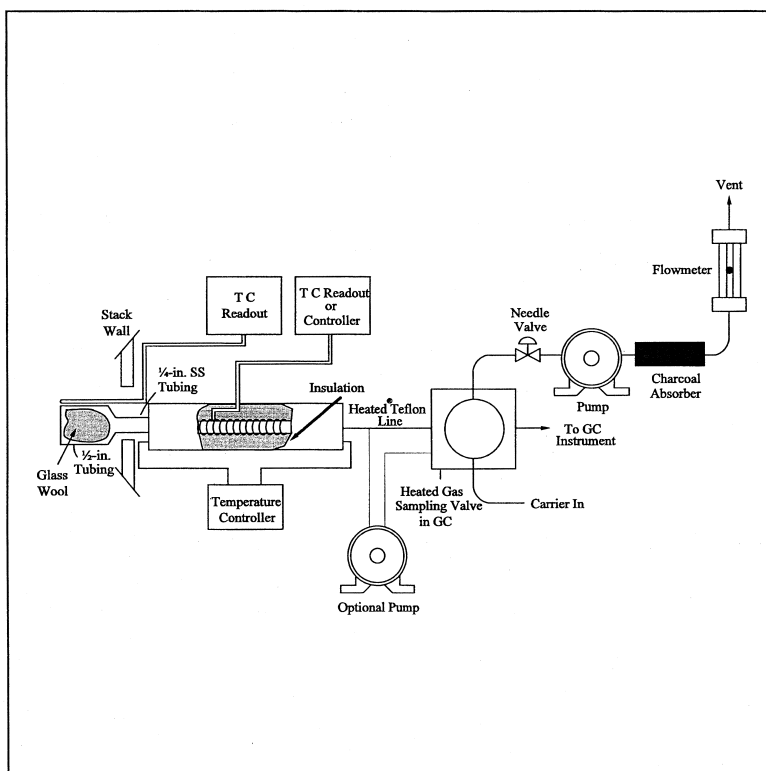 Vent
Flowmeter
Needle
Valve
T C
Readout
T C Readout
or
Controller
Stack
Wall
¼-in. SS
Tubing
Insulation
Heated Teflon®
Line
Pump
Charcoal
Absorber
To GC
Instrument
½-in.
Tubing
Glass
Wool
Temperature
Controller
Heated Gas
Sampling Valve
in GC
Carrier In
Optional Pump